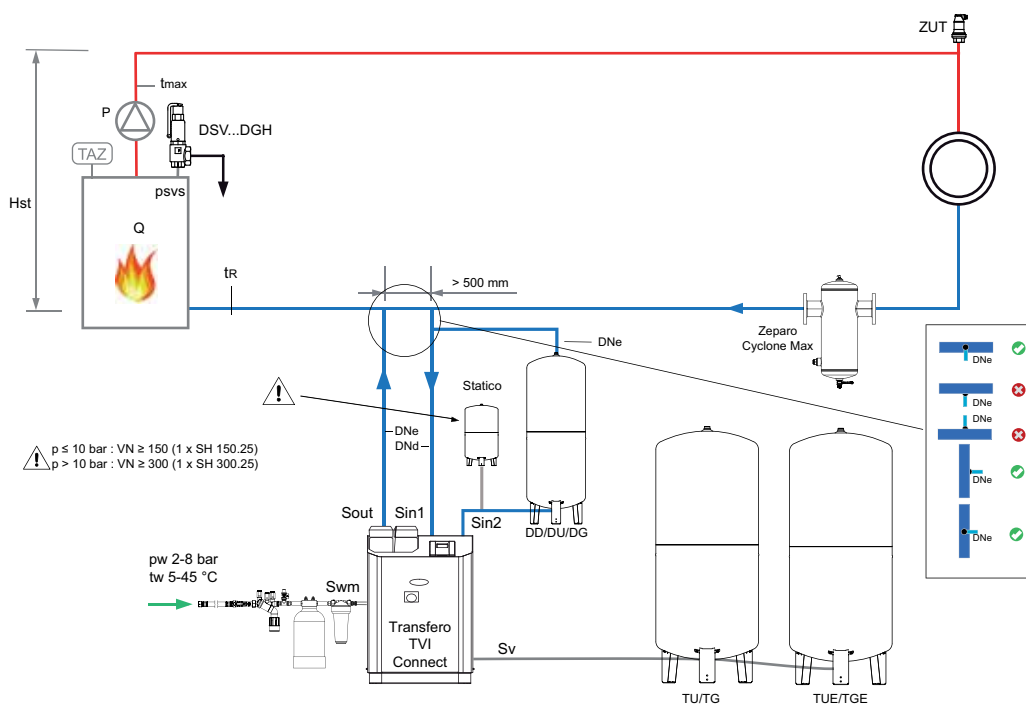 ZUT
tmax
P
DSV...DGH
TAZ
psvs
Hst
Q
tR
> 500 mm
Zeparo
Cyclone Max
DNe
DNe
DNe
DNe
DNe
DNe
Statico
DNe
DNd
p ≤ 10 bar : VN ≥ 150 (1 x SH 150.25)
p > 10 bar : VN ≥ 300 (1 x SH 300.25)
Sout
Sin1
Sin2
DD/DU/DG
pw 2-8 bar
tw 5-45 °C
Swm
Transfero
TVI
Connect
Sv
TU/TG
TUE/TGE